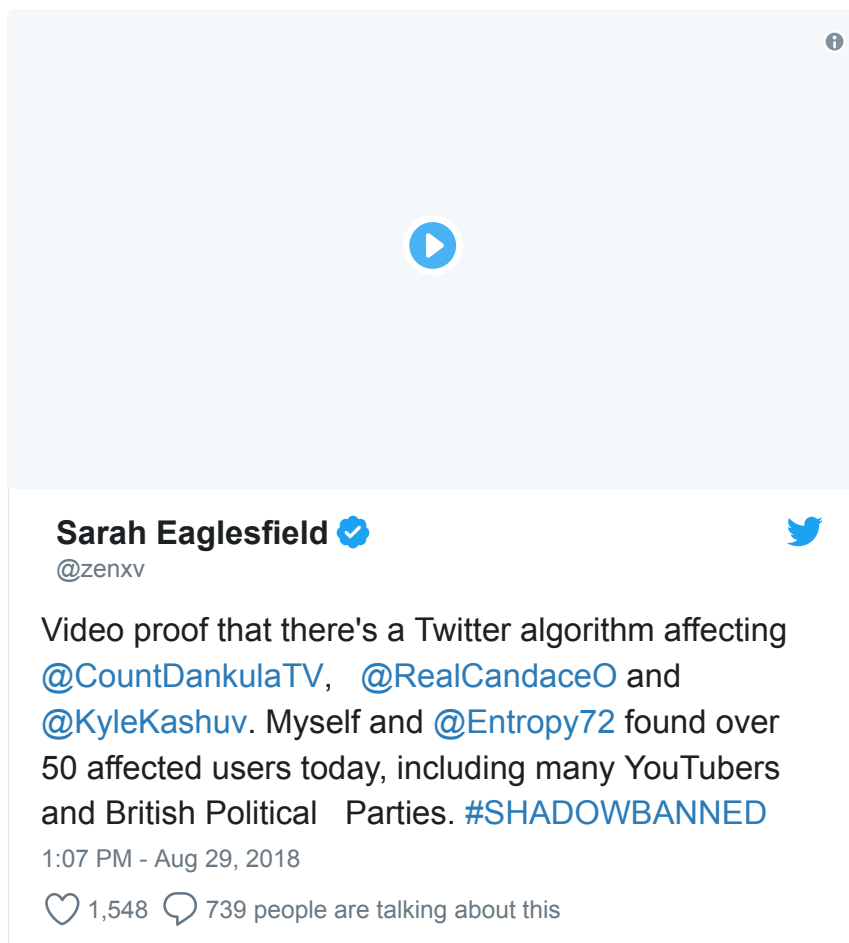 Sarah Eaglesfield
@zenxv
Video proof that there's a Twitter algorithm affecting
@CountDankulaTV, @RealCandaceO and
@KyleKashuv. Myself and @Entropy72 found over
50 affected users today, including many YouTubers
and British Political Parties. #SHADOWBANNED
1:07 PM - Aug 29, 2018
1,548 739 people are talking about this